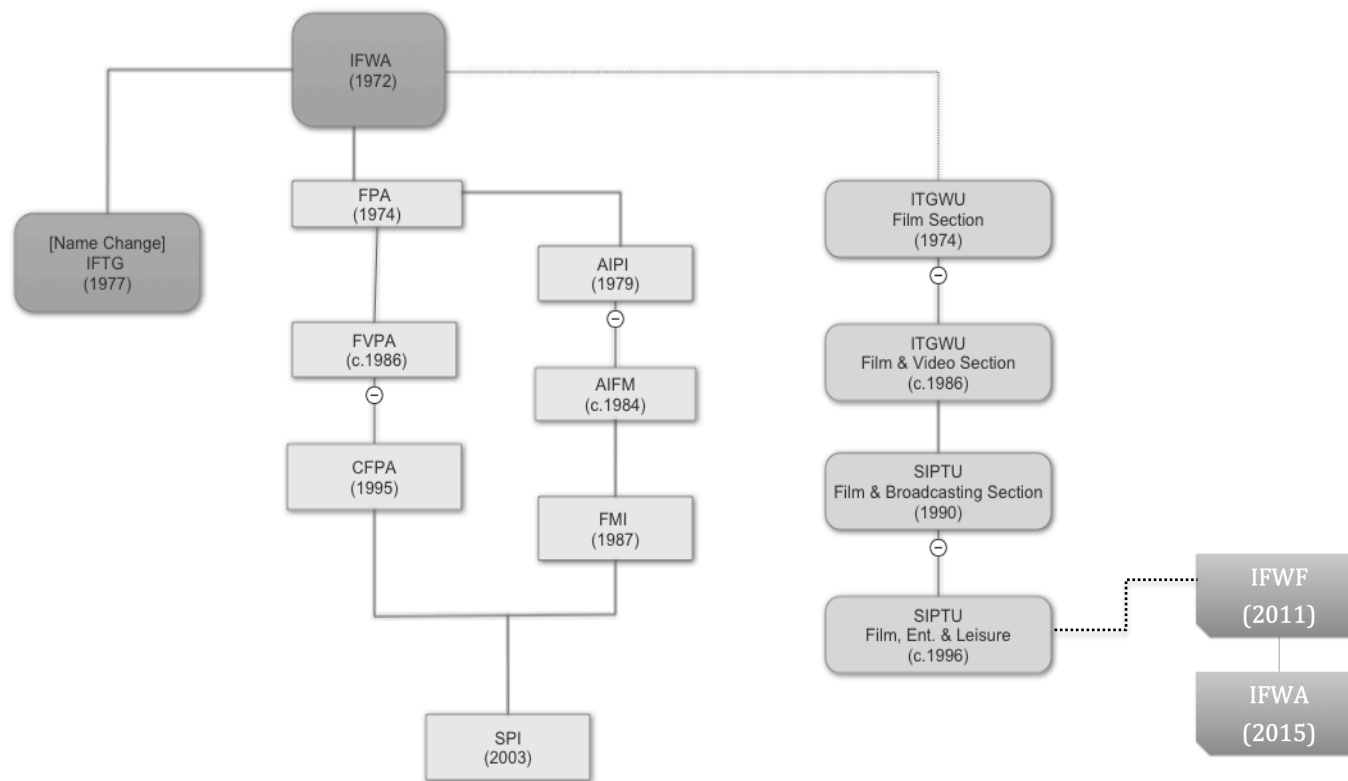 IFWA
(1972)
[Name Change]
IFTG
(1977)
FPA
(1974)
AIPI
(1979)
FVPA
(c.1986)
AIFM
(c.1984)
CFPA
(1995)
FMI
(1987)
SPI
(2003)
ITGWU
Film Section
(1974)
ITGWU
Film & Video Section
(c.1986)
SIPTU
Film & Broadcasting Section
(1990)
SIPTU
Film, Ent. & Leisure
(c.1996)
IFWF
(2011)
IFWA
(2015)